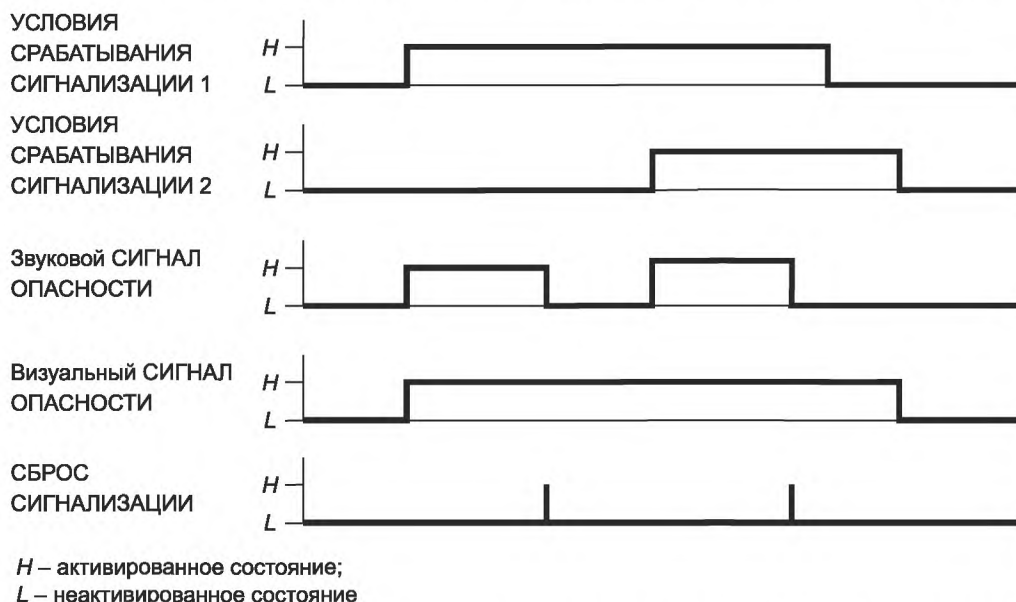 УСЛОВИЯ
СРАБАТЫВАНИЯ
СИГНАЛИЗАЦИИ 1
H
L
УСЛОВИЯ
СРАБАТЫВАНИЯ
СИГНАЛИЗАЦИИ 2
H
L
Звуковой СИГНАЛ
ОПАСНОСТИ
H
L
Визуальный СИГНАЛ
ОПАСНОСТИ
H
L
СБРОС
СИГНАЛИЗАЦИИ
H
L
H – активированное состояние;
L – неактивированное состояние